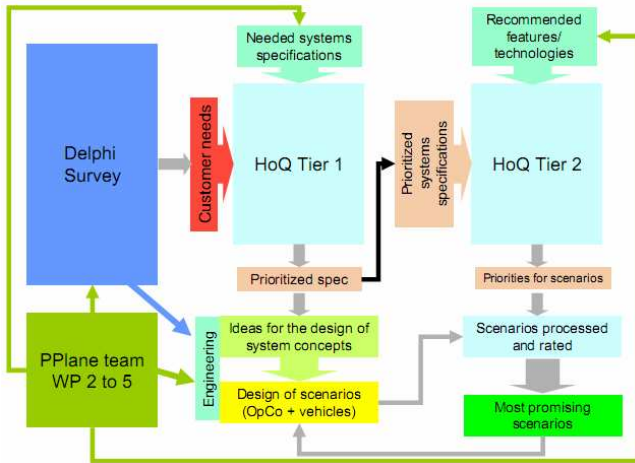 Needed systems
specifications
Recommended
features/
technologies
Delphi
Survey
Customer needs
HoQ Tier 1
Prioritized
systems
specifications
HoQ Tier 2
Prioritized spec
Priorities for scenarios
PPlane team
WP 2 to 5
Engineering
Ideas for the design of
system concepts
Design of scenarios
(OpCo + vehicles)
Scenarios processed
and rated
Most promising
scenarios